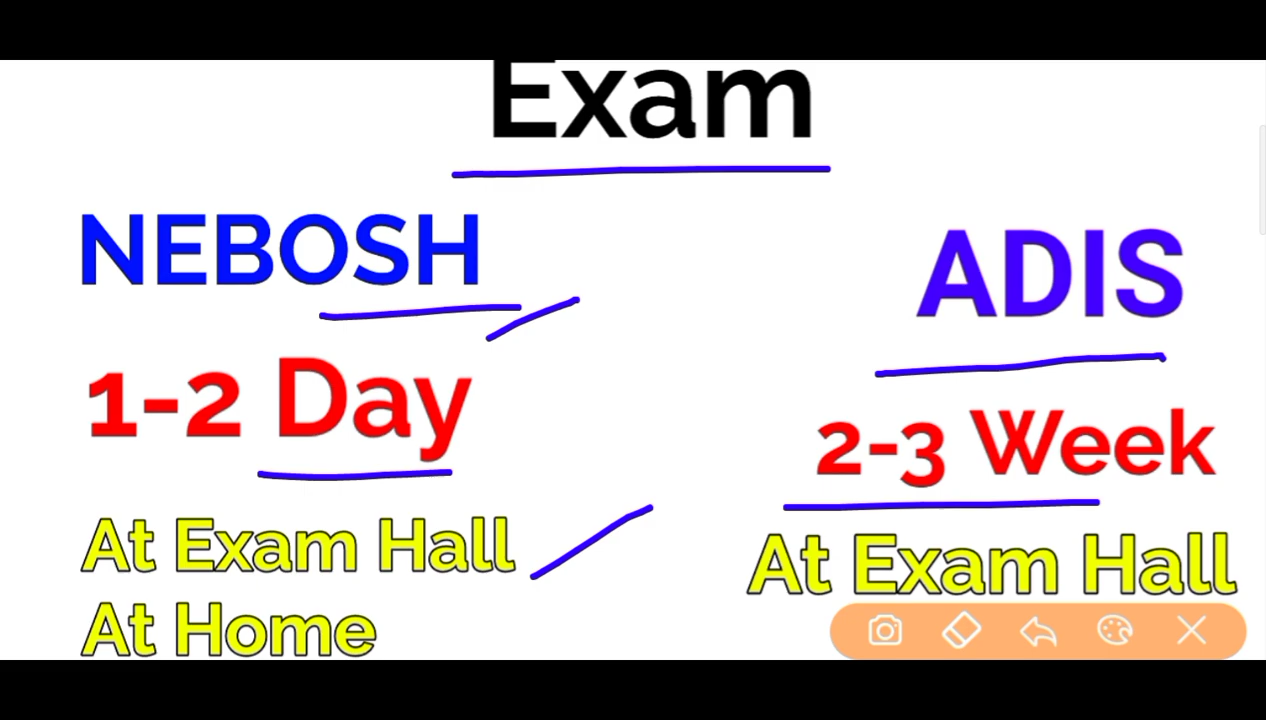 Exam
NEBOSH
1-2 Day
At Exam Hall
At Home
ADIS
2-3 Week
At Exam Hall